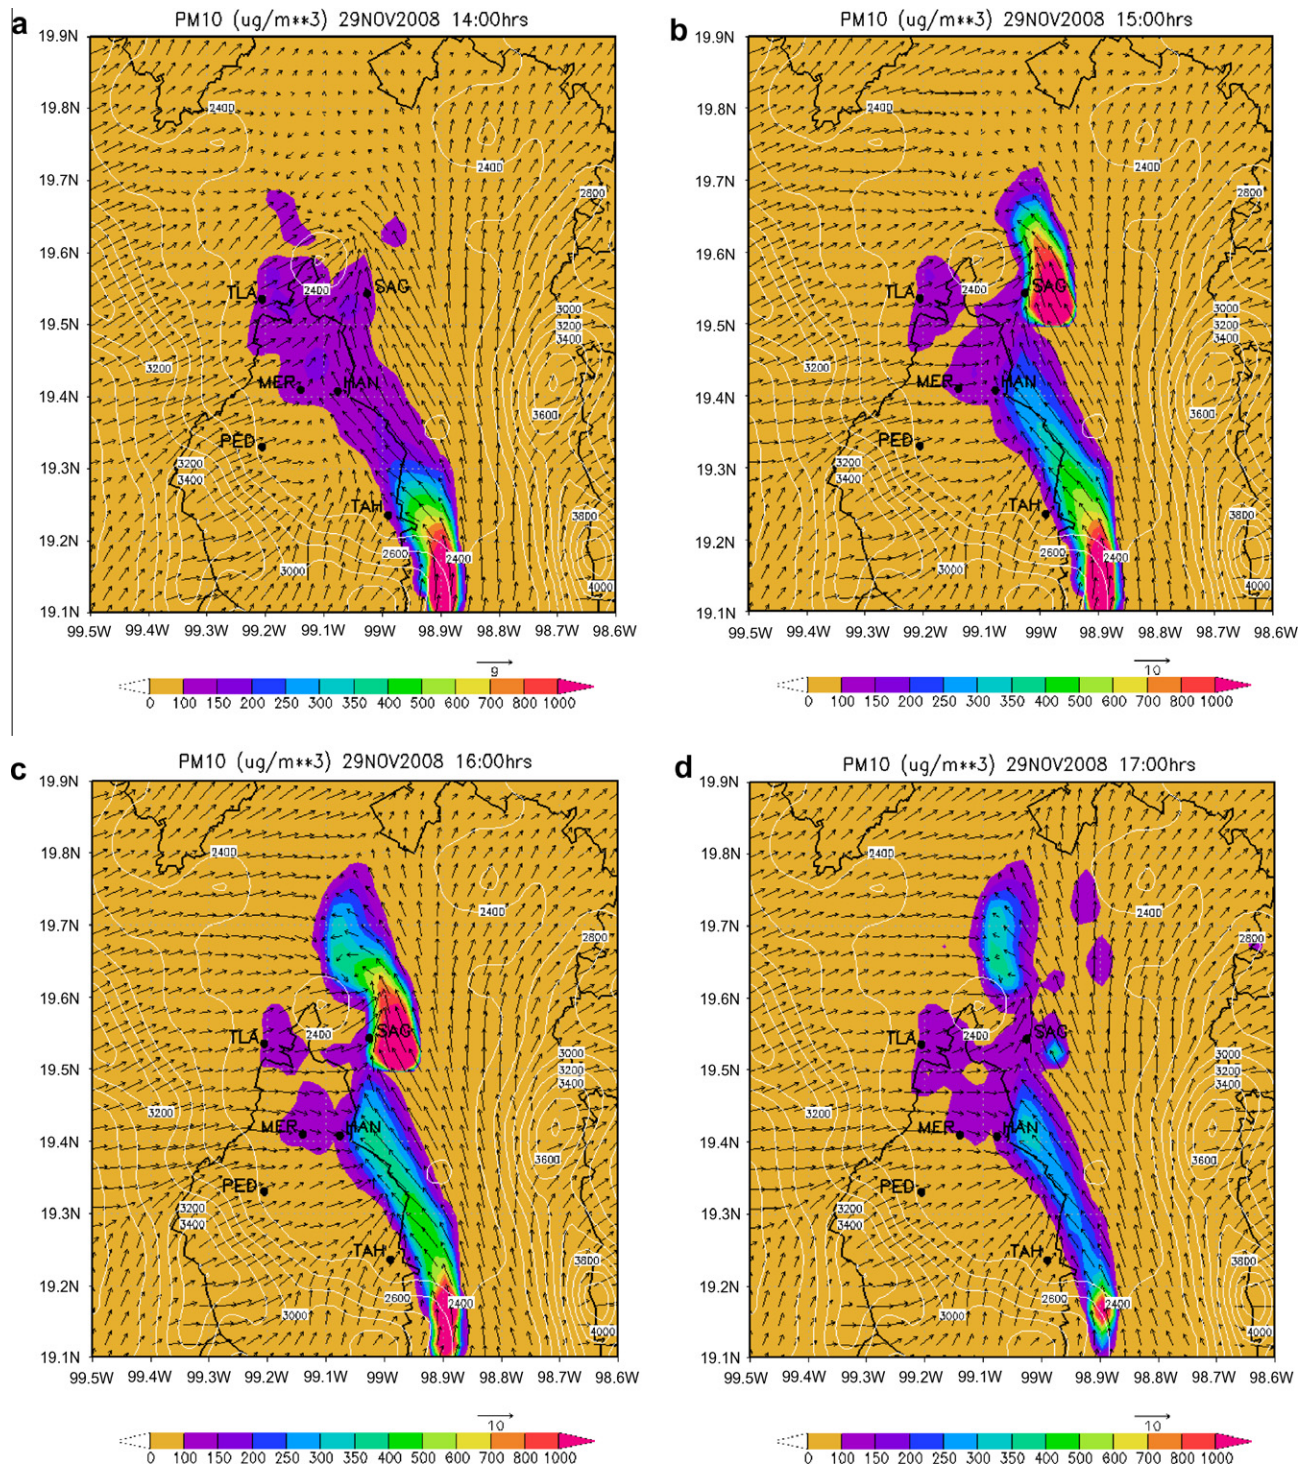 a
PM10 (ug/m**3) 29NOV2008 14:00hrs
19.9N
19.8N
19.7N
19.6N
19.5N
19.4N
19.3N
19.2N
19.1N
2400
2400
2800
2400
TLA
SAG
3000
3200
3400
3200
MER
HAN
3600
PED
3200
3400
TAH
3800
2600
2400
3000
4000
99.5W 99.4W 99.3W 99.2W 99.1W 99W 98.9W 98.8W 98.7W 98.6W
9
0 100 150 200 250 300 350 400 500 600 700 800 1000
b
PM10 (ug/m**3) 29NOV2008 15:00hrs
19.9N
19.8N
19.7N
19.6N
19.5N
19.4N
19.3N
19.2N
19.1N
2400
2400
2800
2400
TLA
SAG
3000
3200
3400
3200
MER
HAN
3600
PED
3200
3400
TAH
3800
2600
2400
3000
4000
99.5W 99.4W 99.3W 99.2W 99.1W 99W 98.9W 98.8W 98.7W 98.6W
10
0 100 150 200 250 300 350 400 500 600 700 800 1000
c
PM10 (ug/m**3) 29NOV2008 16:00hrs
19.9N
19.8N
19.7N
19.6N
19.5N
19.4N
19.3N
19.2N
19.1N
2400
2400
2800
2400
TLA
SAG
3000
3200
3400
3200
MER
HAN
3600
PED
3200
3400
TAH
3800
2600
2400
3000
4000
99.5W 99.4W 99.3W 99.2W 99.1W 99W 98.9W 98.8W 98.7W 98.6W
10
0 100 150 200 250 300 350 400 500 600 700 800 1000
d
PM10 (ug/m**3) 29NOV2008 17:00hrs
19.9N
19.8N
19.7N
19.6N
19.5N
19.4N
19.3N
19.2N
19.1N
2400
2400
2800
2400
TLA
SAG
3000
3200
3400
3200
MER
HAN
3600
PED
3200
3400
TAH
3800
2600
2400
3000
4000
99.5W 99.4W 99.3W 99.2W 99.1W 99W 98.9W 98.8W 98.7W 98.6W
10
0 100 150 200 250 300 350 400 500 600 700 800 1000